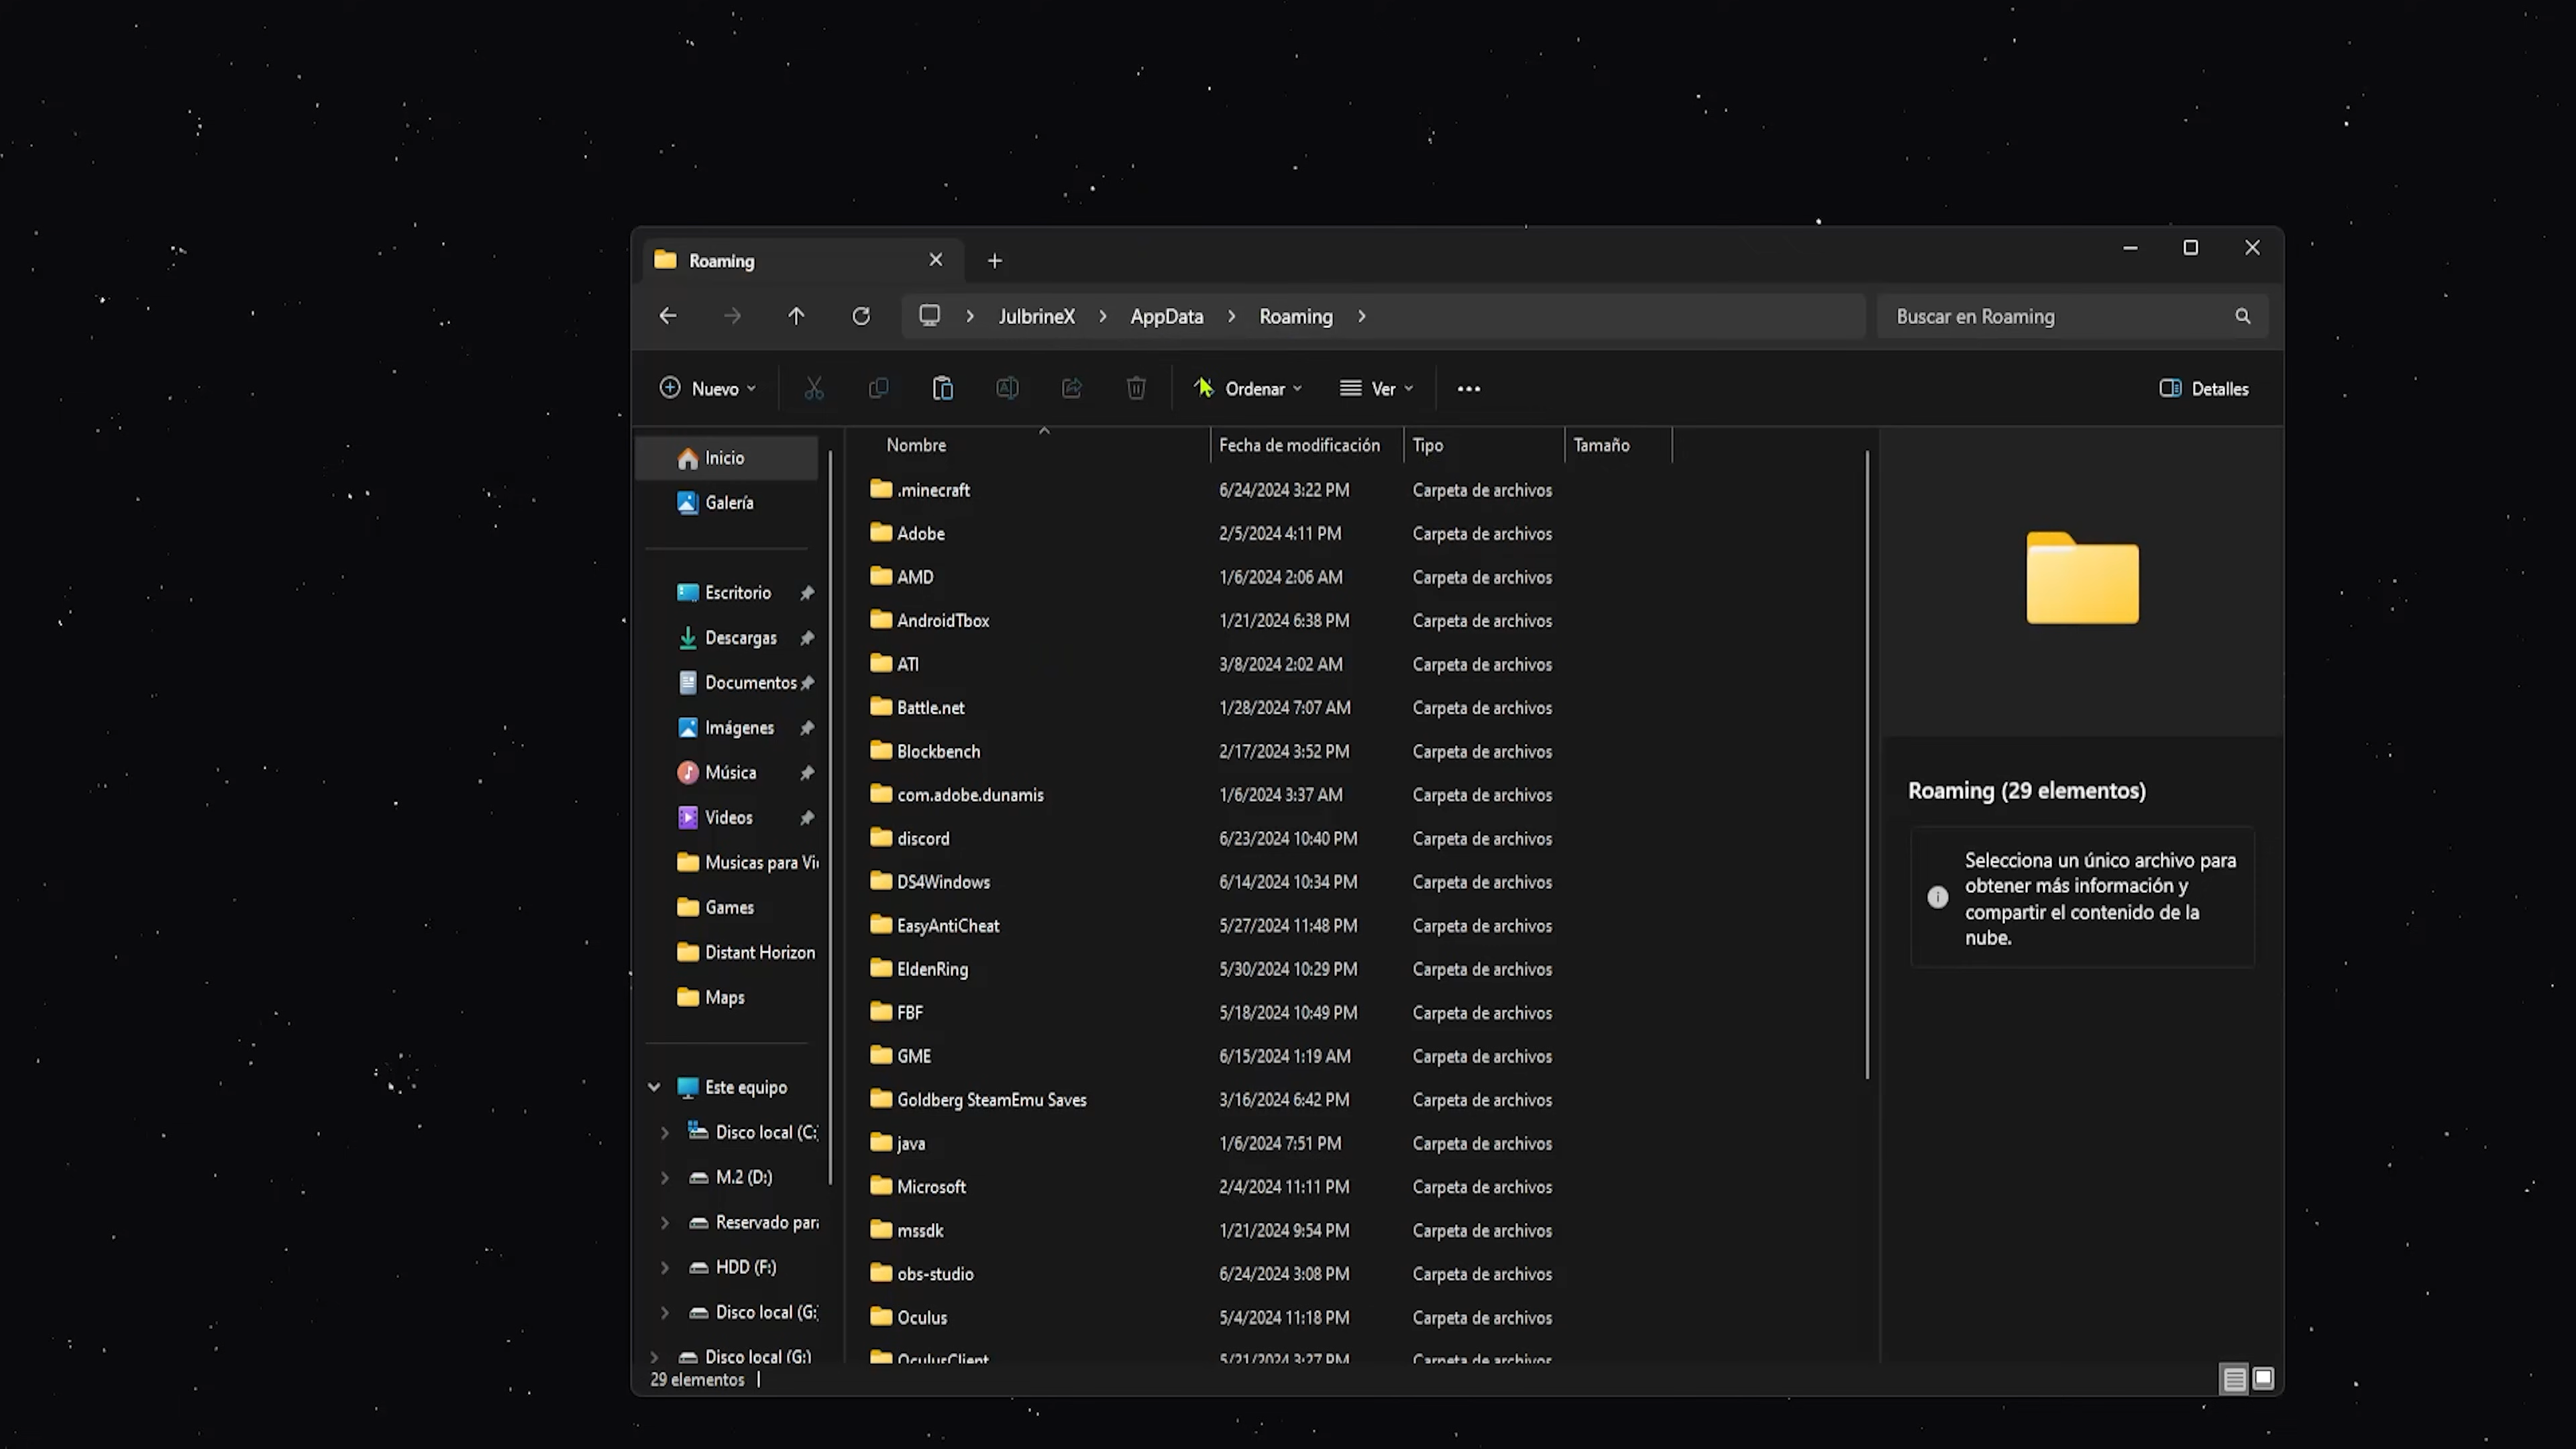 Roaming
JulbrineX > AppData > Roaming >
Buscar en Roaming
Nuevo
Ordenar
Ver
Detalles
Inicio
Galería
Escritorio
Descargas
Documentos
Imágenes
Música
Videos
Musicas para Vi
Games
Distant Horizon
Maps
Este equipo
Disco local (C:)
M.2 (D:)
Reservado para
HDD (F:)
Disco local (G:)
Disco local (G:)
Nombre Fecha de modificación Tipo Tamaño
.minecraft 6/24/2024 3:22 PM Carpeta de archivos
Adobe 2/5/2024 4:11 PM Carpeta de archivos
AMD 1/6/2024 2:06 AM Carpeta de archivos
AndroidTbox 1/21/2024 6:38 PM Carpeta de archivos
ATI 3/8/2024 2:02 AM Carpeta de archivos
Battle.net 1/28/2024 7:07 AM Carpeta de archivos
Blockbench 2/17/2024 3:52 PM Carpeta de archivos
com.adobe.dunamis 1/6/2024 3:37 AM Carpeta de archivos
discord 6/23/2024 10:40 PM Carpeta de archivos
DS4Windows 6/14/2024 10:34 PM Carpeta de archivos
EasyAntiCheat 5/27/2024 11:48 PM Carpeta de archivos
EldenRing 5/30/2024 10:29 PM Carpeta de archivos
FBF 5/18/2024 10:49 PM Carpeta de archivos
GME 6/15/2024 1:19 AM Carpeta de archivos
Goldberg SteamEmu Saves 3/16/2024 6:42 PM Carpeta de archivos
java 1/6/2024 7:51 PM Carpeta de archivos
Microsoft 2/4/2024 11:11 PM Carpeta de archivos
mssdk 1/21/2024 9:54 PM Carpeta de archivos
obs-studio 6/24/2024 3:08 PM Carpeta de archivos
Oculus 5/4/2024 11:18 PM Carpeta de archivos
OculusClient 5/21/2024 3:27 PM Carpeta de archivos
Roaming (29 elementos)
Selecciona un único archivo para
obtener más información y
compartir el contenido de la
nube.
29 elementos